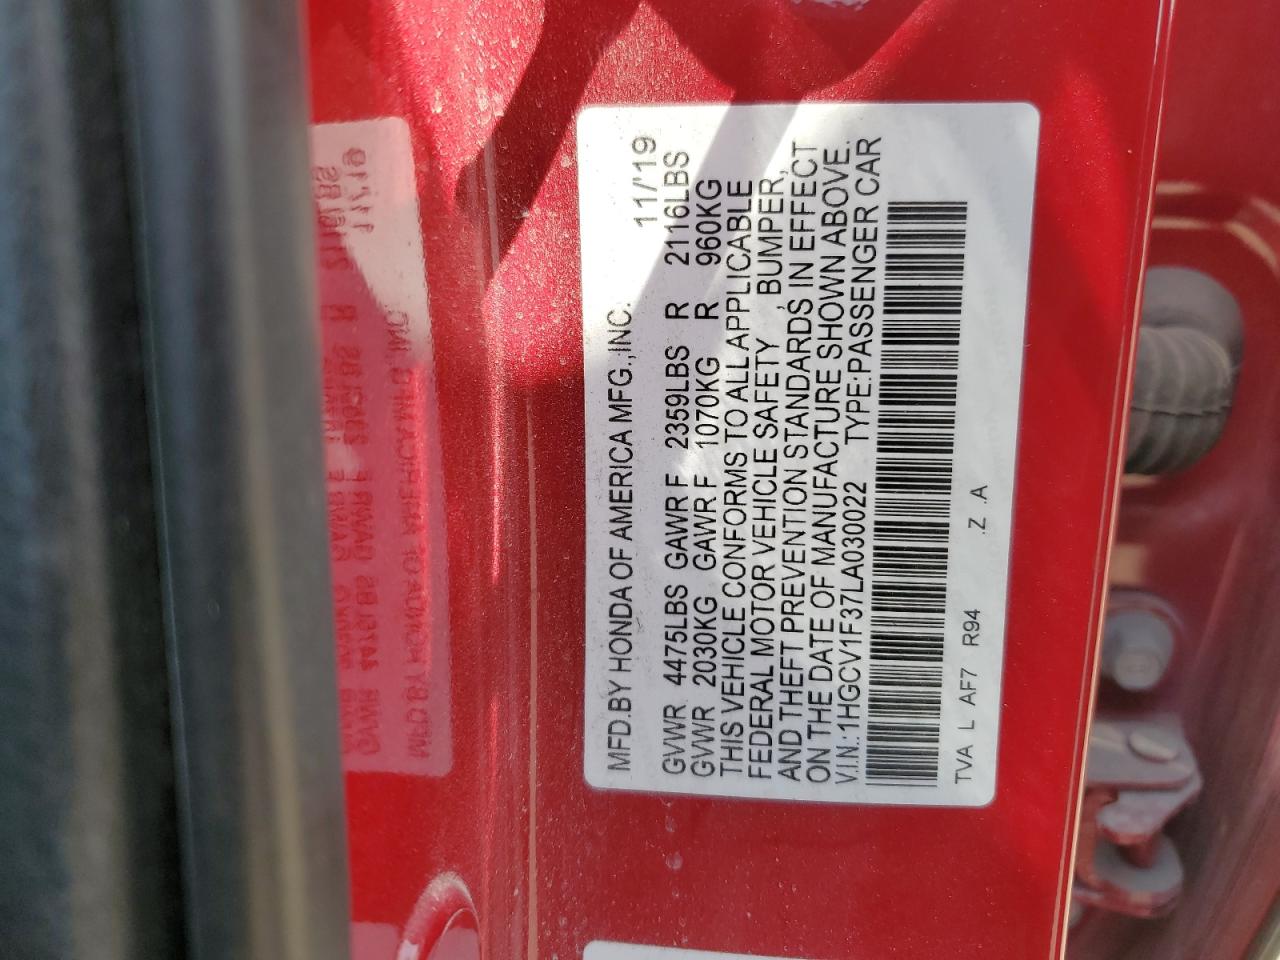 MFD.BY HONDA OF AMERICA MFG.,INC. 11/'19
GVWR 4475LBS GAWR F 2359LBS R 2116LBS
GVWR 2030KG GAWR F 1070KG R 960KG
THIS VEHICLE CONFORMS TO ALL APPLICABLE
FEDERAL MOTOR VEHICLE SAFETY, BUMPER,
AND THEFT PREVENTION STANDARDS IN EFFECT
ON THE DATE OF MANUFACTURE SHOWN ABOVE.
V.I.N.:1HGCV1F37LA030022 TYPE:PASSENGER CAR
TVA L AF7 R94 .Z .A